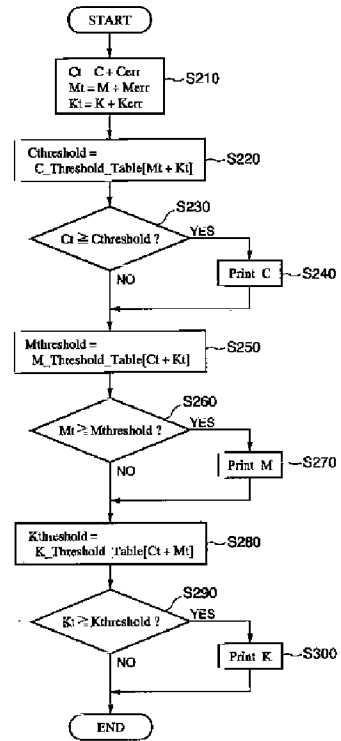 START
Ct C + Cerr
Mt = M + Merr
Kt = K + Kerr
S210
Cthreshold =
C_Threshold_Table[Mt + Kt]
S220
S230
Ct ≧ Cthreshold ?
YES
Print C
S240
NO
Mthreshold =
M_Threshold_Table[Ct + Kt]
S250
S260
Mt ≧ Mthreshold ?
YES
Print M
S270
NO
Kthreshold =
K_Threshold_Table[Ct + Mt]
S280
S290
Kt ≧ Kthreshold ?
YES
Print K
S300
NO
END